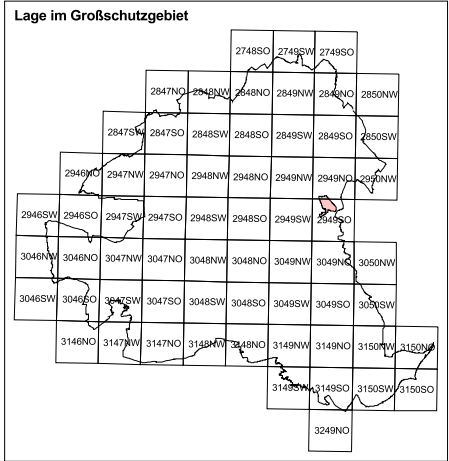 Lage im Großschutzgebiet
2748SO 2749SW 2749SO
2847NO 2848NW 2848NO 2849NW 2849NO 2850NW
2847SW 2847SO 2848SW 2848SO 2849SW 2849SO 2850SW
2946NO 2947NW 2947NO 2948NW 2948NO 2949NW 2949NO 2950NW
2946SW 2946SO 2947SW 2947SO 2948SW 2948SO 2949SW 2949SO
3046NW 3046NO 3047NW 3047NO 3048NW 3048NO 3049NW 3049NO 3050NW
3046SW 3046SO 3047SW 3047SO 3048SW 3048SO 3049SW 3049SO 3050SW
3146NO 3147NW 3147NO 3148NW 3148NO 3149NW 3149NO 3150NW 3150NO
3149SW 3149SO 3150SW 3150SO
3249NO